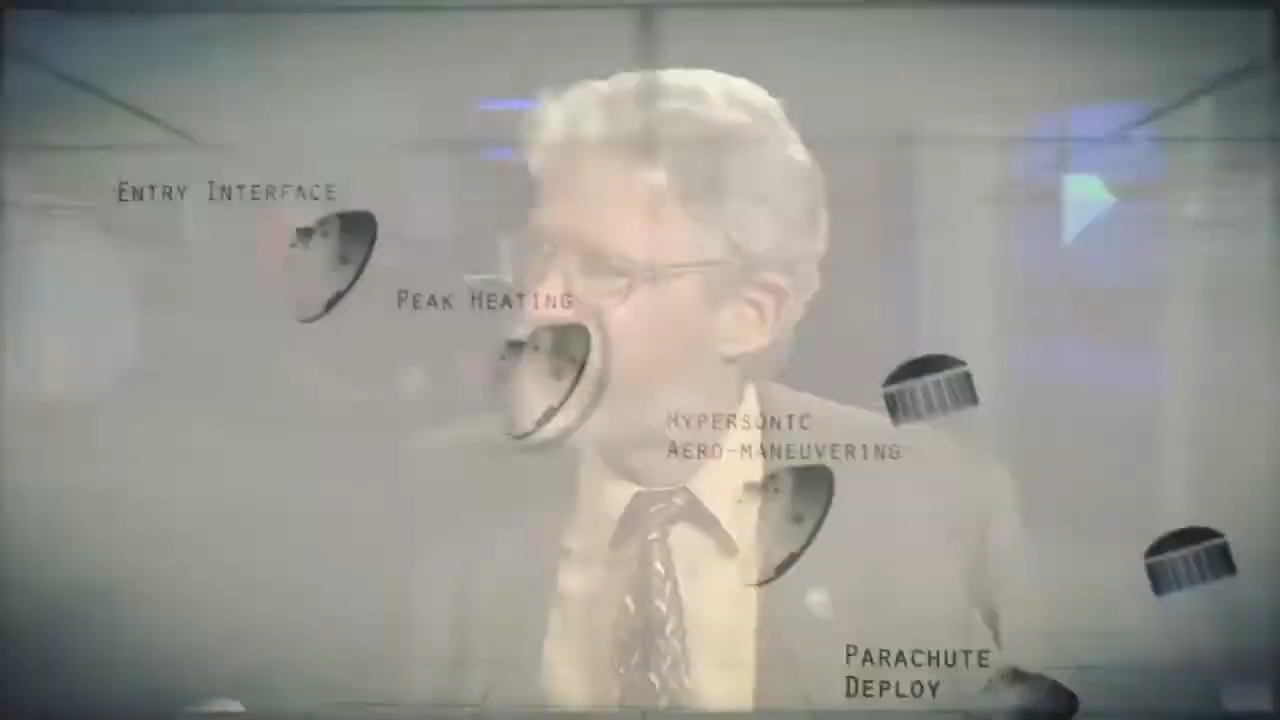 ENTRY INTERFACE
PEAK HEATING
HYPERSONIC
AERO-MANEUVERING
PARACHUTE
DEPLOY